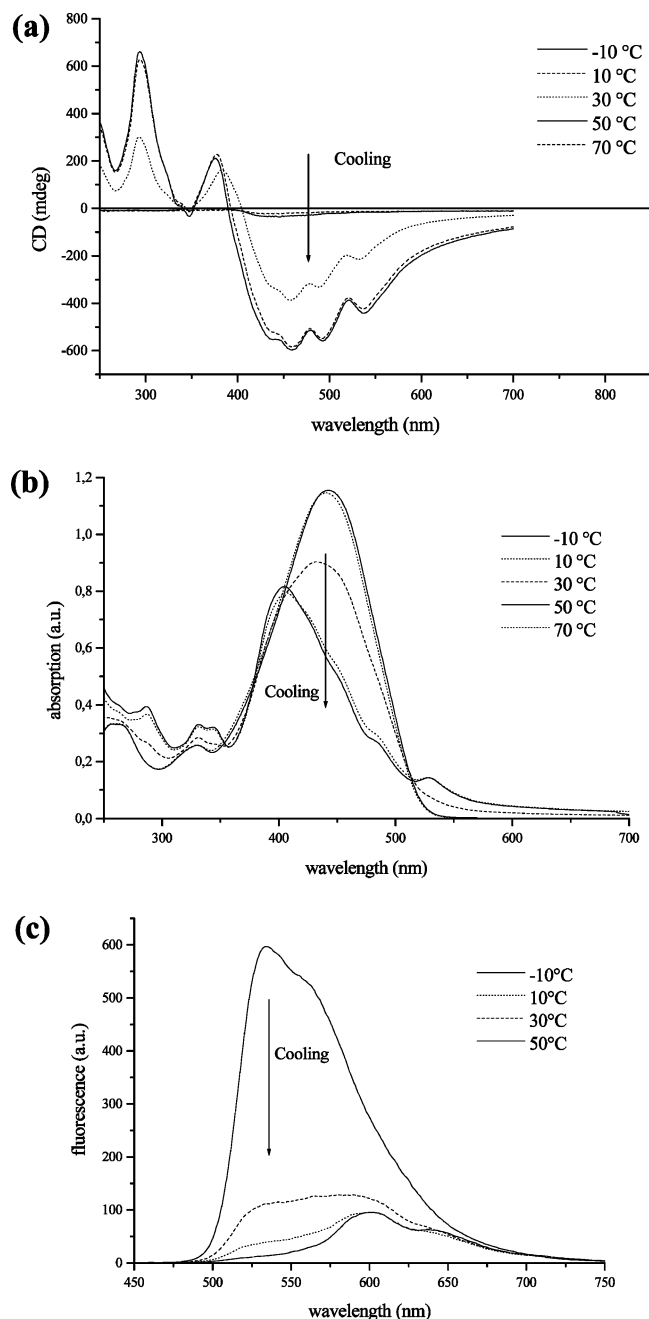 (a)
800
600
400
200
0
-200
-400
-600
CD (mdeg)
-10 °C
10 °C
30 °C
50 °C
70 °C
Cooling
300 400 500 600 700 800
wavelength (nm)
(b)
1,2
1,0
0,8
0,6
0,4
0,2
0,0
absorption (a.u.)
-10 °C
10 °C
30 °C
50 °C
70 °C
Cooling
300 400 500 600 700
wavelength (nm)
(c)
600
500
400
300
200
100
0
fluorescence (a.u.)
-10°C
10°C
30°C
50°C
Cooling
450 500 550 600 650 700 750
wavelength (nm)